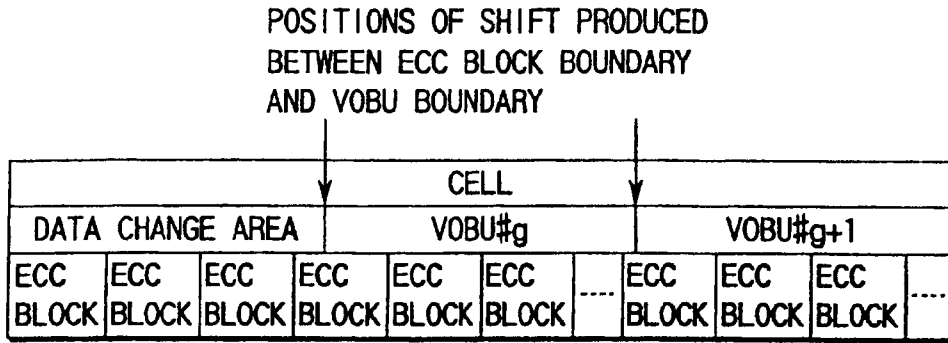 POSITIONS OF SHIFT PRODUCED
BETWEEN ECC BLOCK BOUNDARY
AND VOBU BOUNDARY
CELL
DATA CHANGE AREA VOBU#g VOBU#g+1
ECC ECC ECC ECC ECC ECC ECC ECC ECC
BLOCK BLOCK BLOCK BLOCK BLOCK BLOCK ..... BLOCK BLOCK BLOCK .....